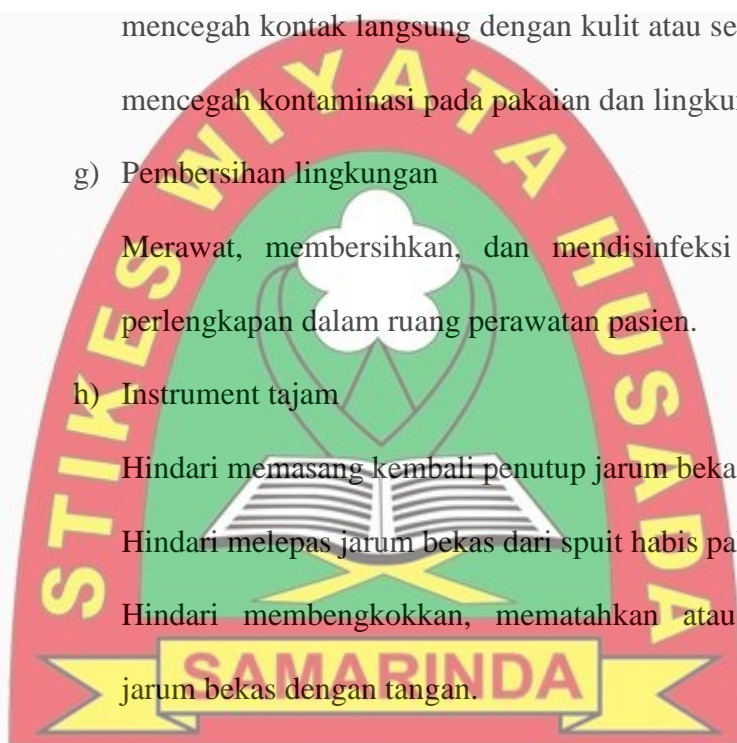 mencegah kontak langsung dengan kulit atau se
mencegah kontaminasi pada pakaian dan lingku
g) Pembersihan lingkungan
Merawat, membersihkan, dan mendisinfeksi
perlengkapan dalam ruang perawatan pasien.
h) Instrument tajam
Hindari memasang kembali penutup jarum beka
Hindari melepas jarum bekas dari spuit habis pa
Hindari membengkokkan, mematahkan atau
jarum bekas dengan tangan.
STIKES WIYATA HUSADA
SAMARINDA